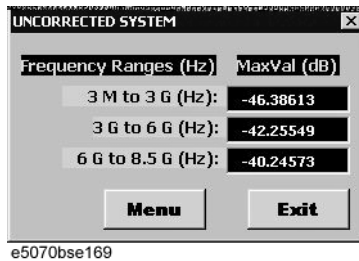 UNCORRECTED SYSTEM
Frequency Ranges (Hz) MaxVal (dB)
3 M to 3 G (Hz): -46.38613
3 G to 6 G (Hz): -42.25549
6 G to 8.5 G (Hz): -40.24573
Menu Exit
e5070bse169